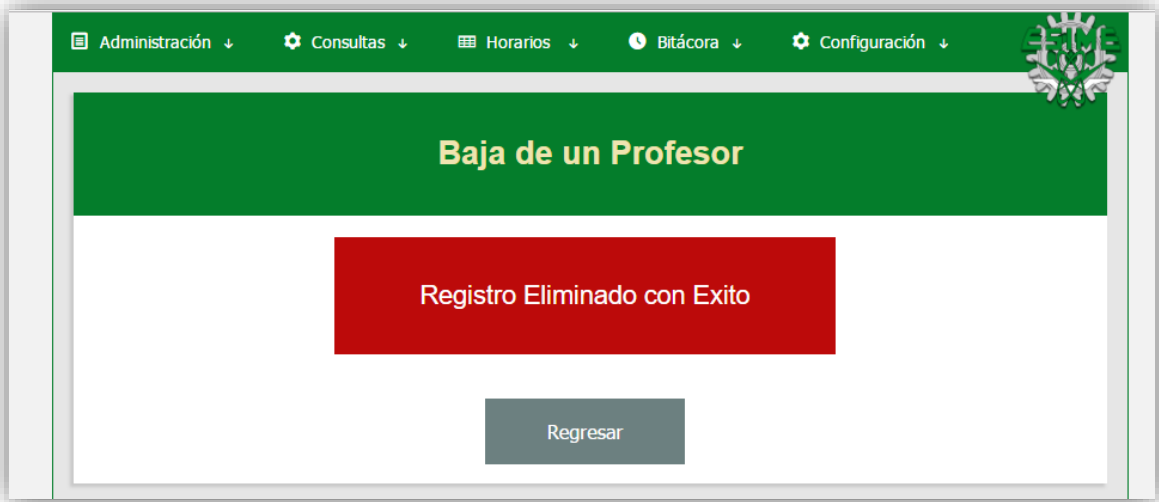 Administración ↓ Consultas ↓ Horarios ↓ Bitácora ↓ Configuración ↓
Baja de un Profesor
Registro Eliminado con Exito
Regresar